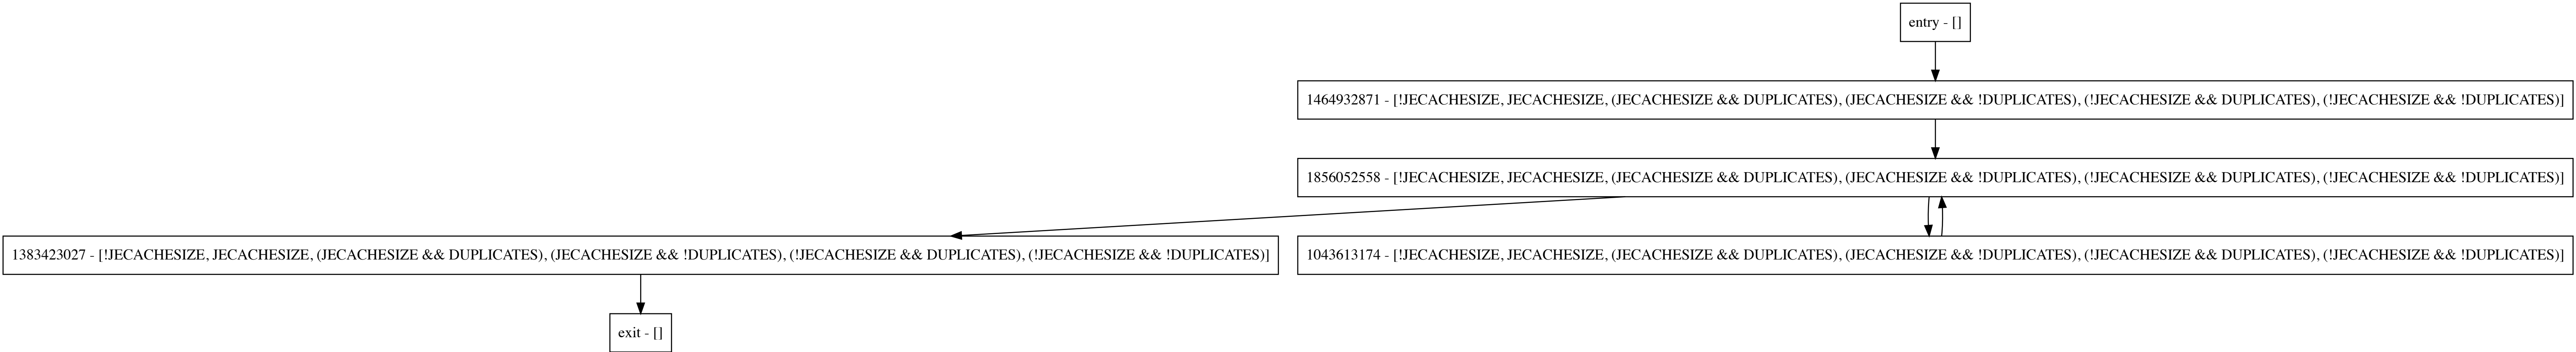 entry - []
1464932871 - [!JECACHESIZE, JECACHESIZE, (JECACHESIZE && DUPLICATES), (JECACHESIZE && !DUPLICATES), (!JECACHESIZE && DUPLICATES), (!JECACHESIZE && !DUPLICATES)]
1856052558 - [!JECACHESIZE, JECACHESIZE, (JECACHESIZE && DUPLICATES), (JECACHESIZE && !DUPLICATES), (!JECACHESIZE && DUPLICATES), (!JECACHESIZE && !DUPLICATES)]
1383423027 - [!JECACHESIZE, JECACHESIZE, (JECACHESIZE && DUPLICATES), (JECACHESIZE && !DUPLICATES), (!JECACHESIZE && DUPLICATES), (!JECACHESIZE && !DUPLICATES)]
1043613174 - [!JECACHESIZE, JECACHESIZE, (JECACHESIZE && DUPLICATES), (JECACHESIZE && !DUPLICATES), (!JECACHESIZE && DUPLICATES), (!JECACHESIZE && !DUPLICATES)]
exit - []